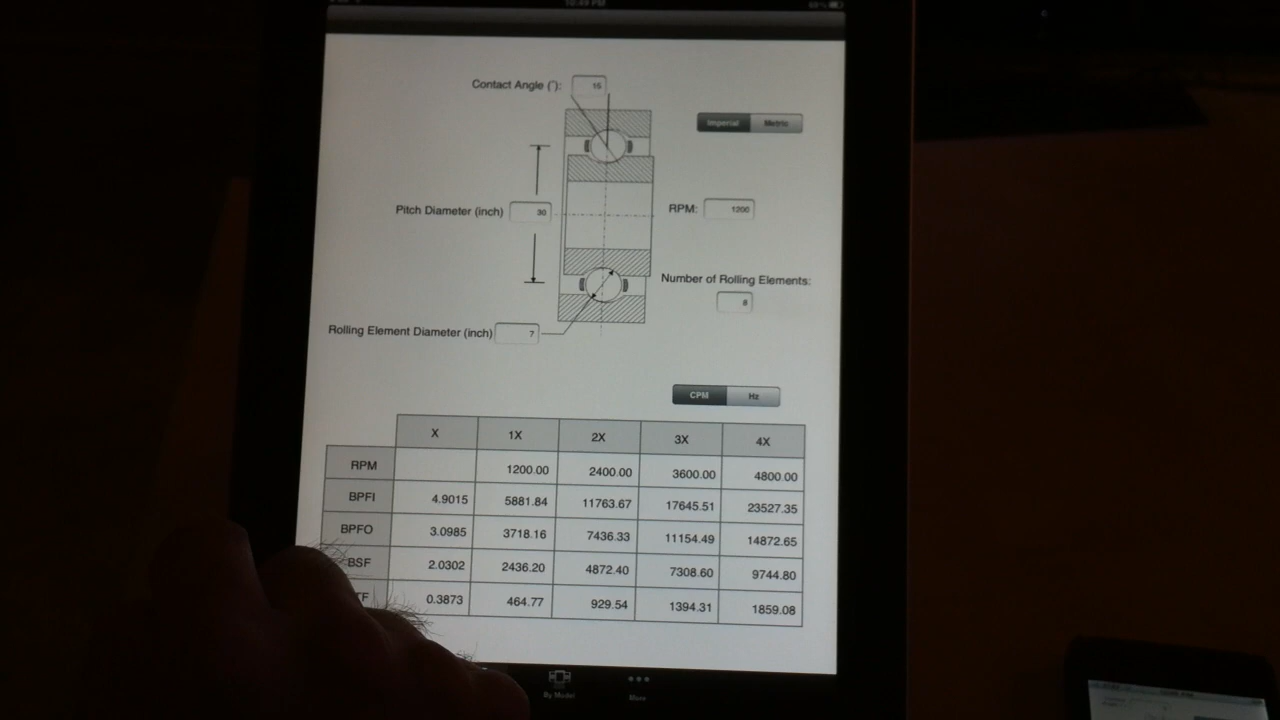 10:49 PM
Contact Angle (°): 15
Imperial Metric
Pitch Diameter (inch) 30
RPM: 1200
Number of Rolling Elements:
8
Rolling Element Diameter (inch) 7
CPM Hz
X 1X 2X 3X 4X
RPM 1200.00 2400.00 3600.00 4800.00
BPFI 4.9015 5881.84 11763.67 17645.51 23527.35
BPFO 3.0985 3718.16 7436.33 11154.49 14872.65
BSF 2.0302 2436.20 4872.40 7308.60 9744.80
TF 0.3873 464.77 929.54 1394.31 1859.08
By Model More